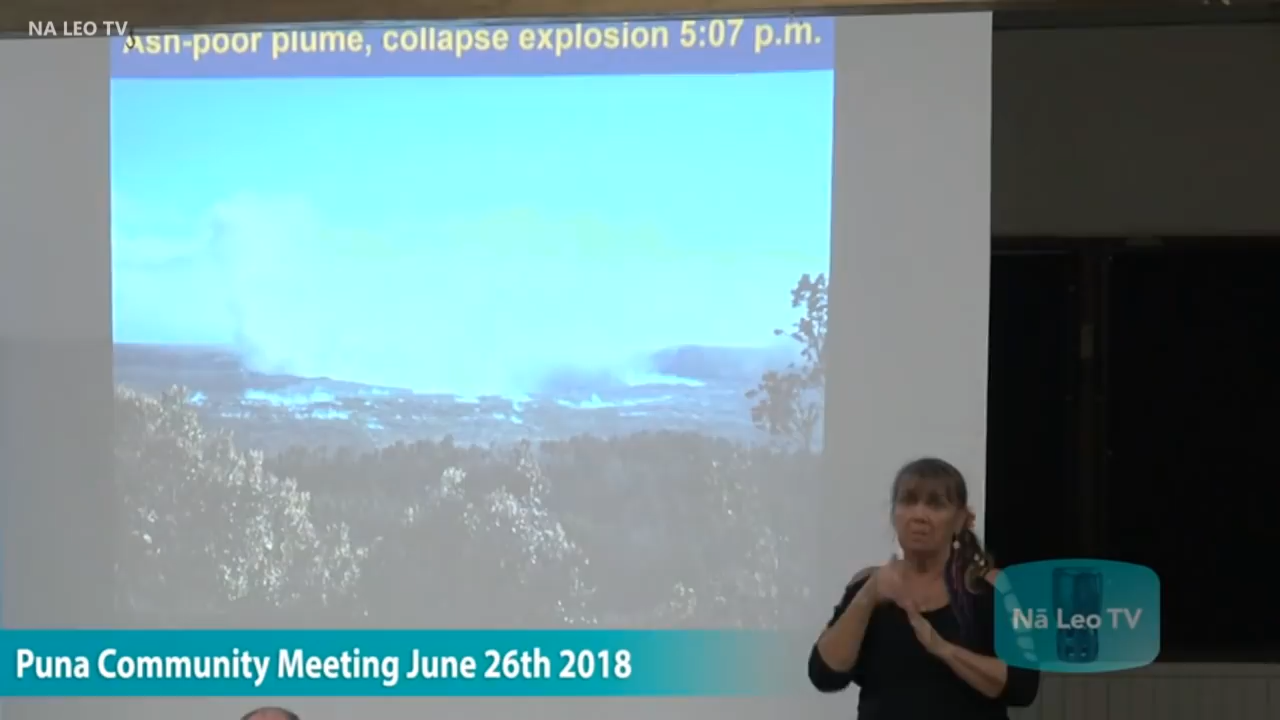 NA LEO TV
Ash-poor plume, collapse explosion 5:07 p.m.
Nā Leo TV
Puna Community Meeting June 26th 2018